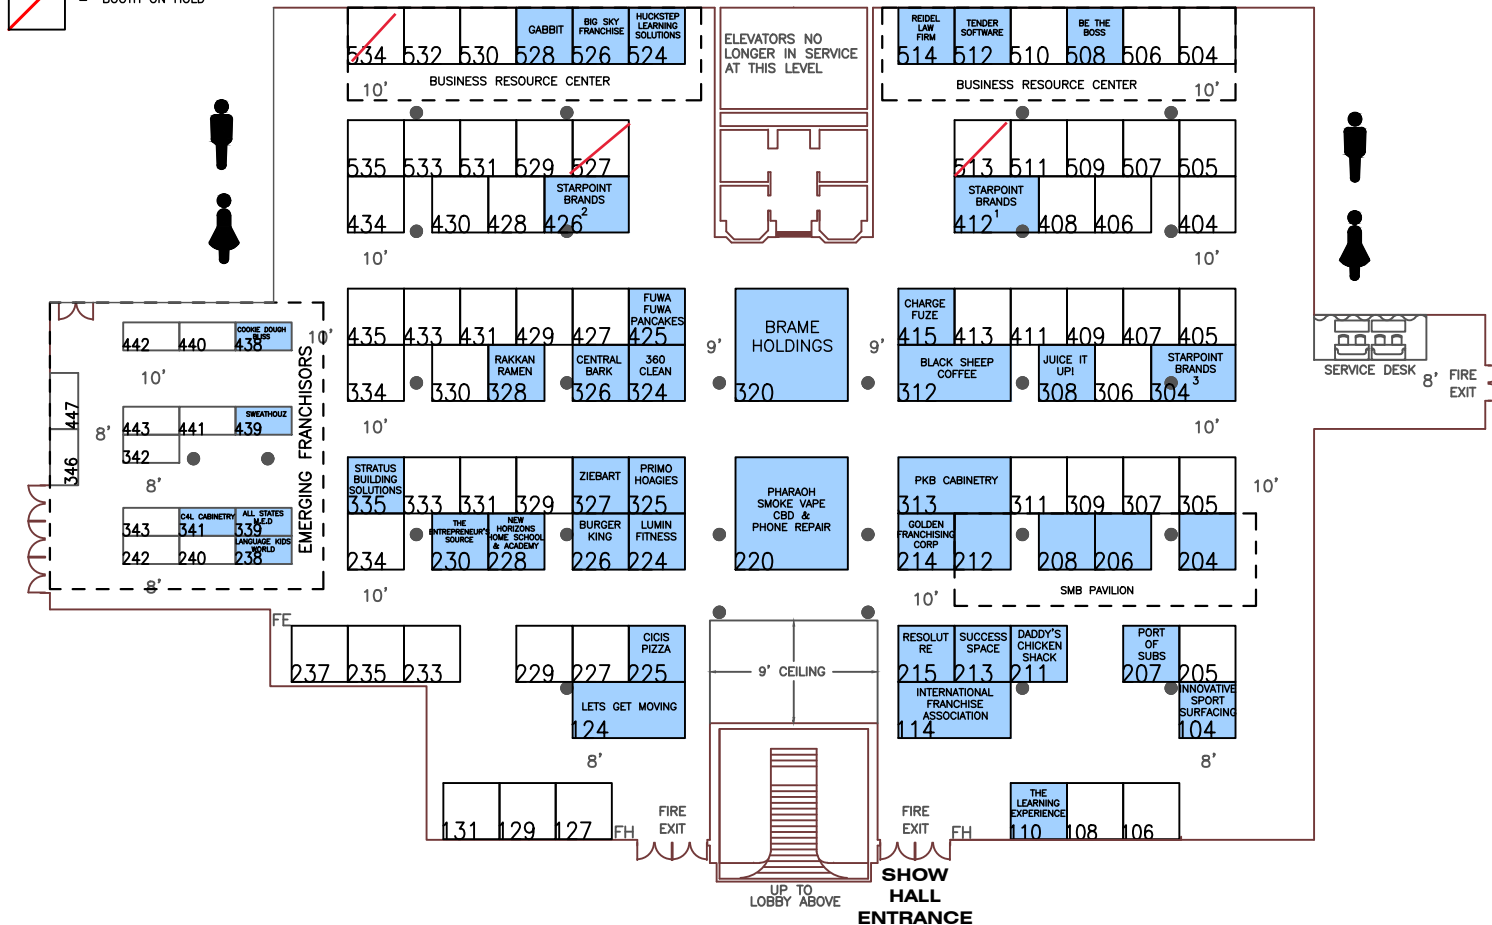 = BOOTH ON HOLD
534 532 530
GABBIT
528
BIG SKY
FRANCHISE
526
HUCKSTEP
LEARNING
SOLUTIONS
524
BUSINESS RESOURCE CENTER
10'
ELEVATORS NO
LONGER IN SERVICE
AT THIS LEVEL
REIDEL
LAW
FIRM
514
TENDER
SOFTWARE
512
510
BE THE
BOSS
508
506 504
BUSINESS RESOURCE CENTER
10'
535 533 531 529 527
513 511 509 507 505
434 430 428
STARPOINT
BRANDS
2
426
STARPOINT
BRANDS
1
412
408 406 404
10'
10'
435 433 431 429 427
FUWA
FUWA
PANCAKES
425
BRAME
HOLDINGS
320
CHARGE
FUZE
415
413 411 409 407 405
9'
9'
334 330
RAKKAN
RAMEN
328
CENTRAL
BARK
326
360
CLEAN
324
BLACK SHEEP
COFFEE
312
JUICE IT
UP!
308
306
STARPOINT
BRANDS
3
304
10'
10'
SERVICE DESK
8'
FIRE
EXIT
442 440
COOKIE DOUGH
BLISS
438
10'
10'
447
346
8'
443 441
SWEATHOUZ
439
342
8'
343
C4L CABINETRY
341
ALL STATES
M.E.D
339
242 240
LANGUAGE KIDS
WORLD
238
8'
EMERGING FRANCHISORS
STRATUS
BUILDING
SOLUTIONS
335
333 331 329
ZIEBART
327
PRIMO
HOAGIES
325
PHARAOH
SMOKE VAPE
CBD &
PHONE REPAIR
220
PKB CABINETRY
313
311 309 307 305
10'
234
THE
ENTREPRENEUR'S
SOURCE
230
NEW
HORIZONS
HOME SCHOOL
& ACADEMY
228
BURGER
KING
226
LUMIN
FITNESS
224
GOLDEN
FRANCHISING
CORP
214
212 208 206 204
SMB PAVILION
10'
10'
FE
237 235 233
229 227
CICIS
PIZZA
225
9' CEILING
RESOLUT
RE
215
SUCCESS
SPACE
213
DADDY'S
CHICKEN
SHACK
211
PORT
OF
SUBS
207
205
LETS GET MOVING
124
INTERNATIONAL
FRANCHISE
ASSOCIATION
114
INNOVATIVE
SPORT
SURFACING
104
8'
8'
131 129 127
FH
FIRE
EXIT
FIRE
EXIT
FH
THE
LEARNING
EXPERIENCE
110
108 106
UP TO
LOBBY ABOVE
SHOW
HALL
ENTRANCE